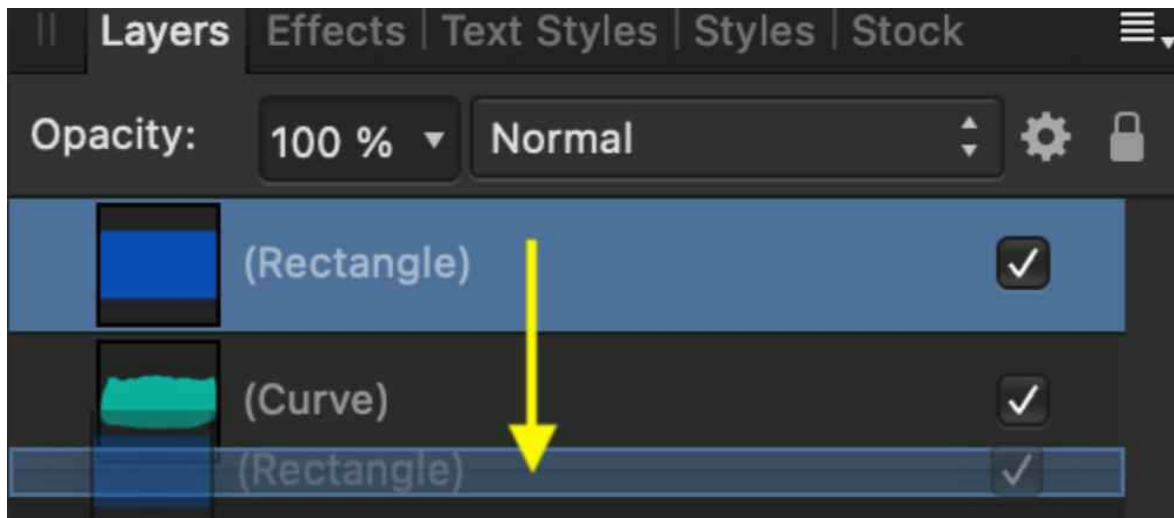 Layers Effects | Text Styles | Styles | Stock
Opacity: 100 % Normal
(Rectangle)
(Curve)
(Rectangle)